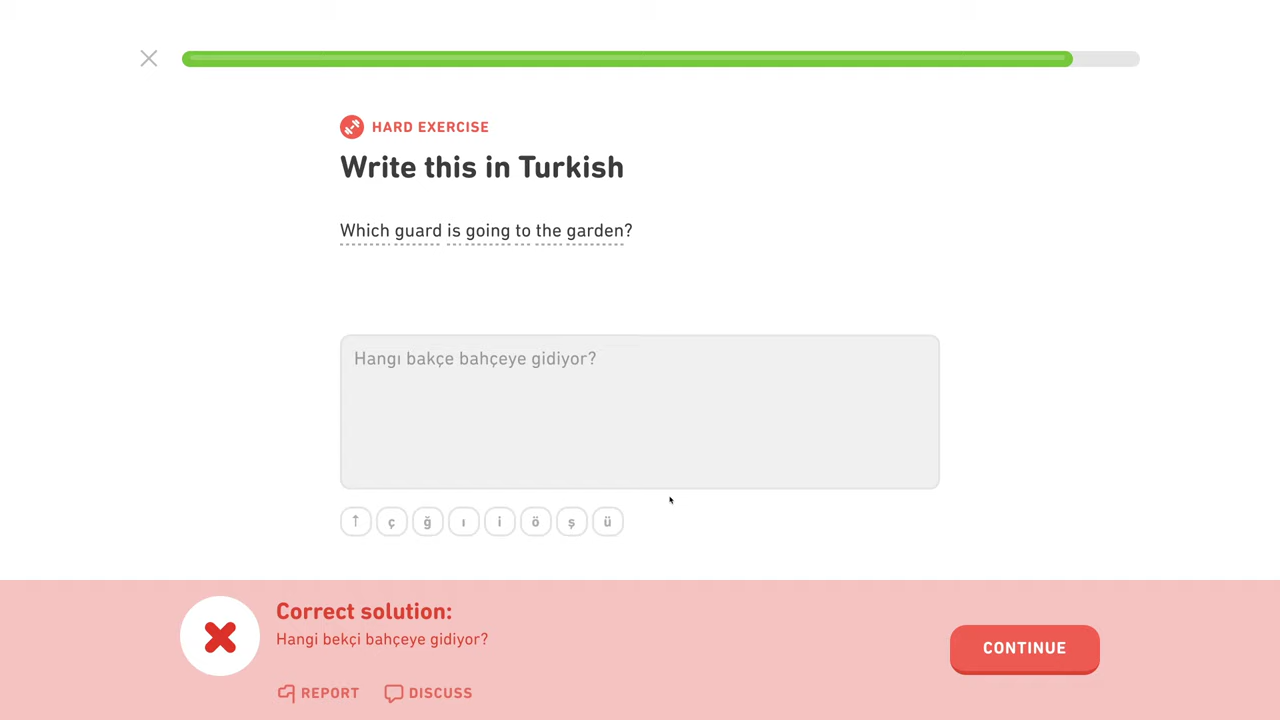 HARD EXERCISE
Write this in Turkish
Which guard is going to the garden?
Hangı bakçe bahçeye gidiyor?
↑ ç ğ ı i ö ş ü
Correct solution:
Hangi bekçi bahçeye gidiyor?
CONTINUE
REPORT DISCUSS